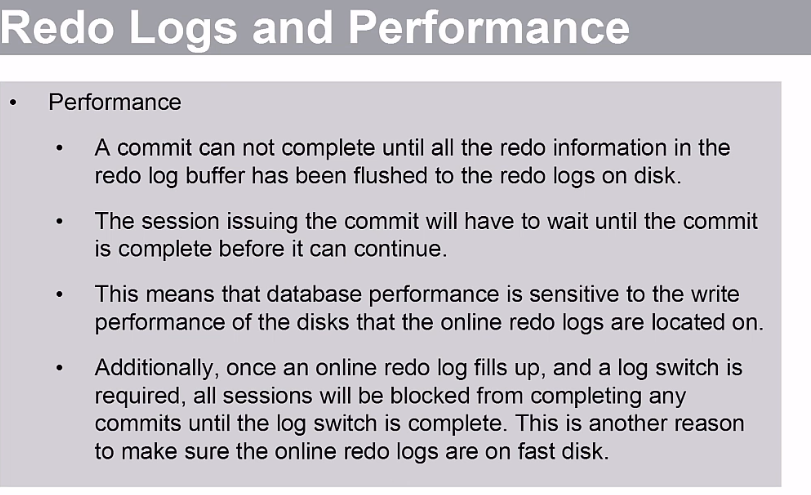 Redo Logs and Performance
• Performance
• A commit can not complete until all the redo information in the
redo log buffer has been flushed to the redo logs on disk.
• The session issuing the commit will have to wait until the commit
is complete before it can continue.
• This means that database performance is sensitive to the write
performance of the disks that the online redo logs are located on.
• Additionally, once an online redo log fills up, and a log switch is
required, all sessions will be blocked from completing any
commits until the log switch is complete. This is another reason
to make sure the online redo logs are on fast disk.